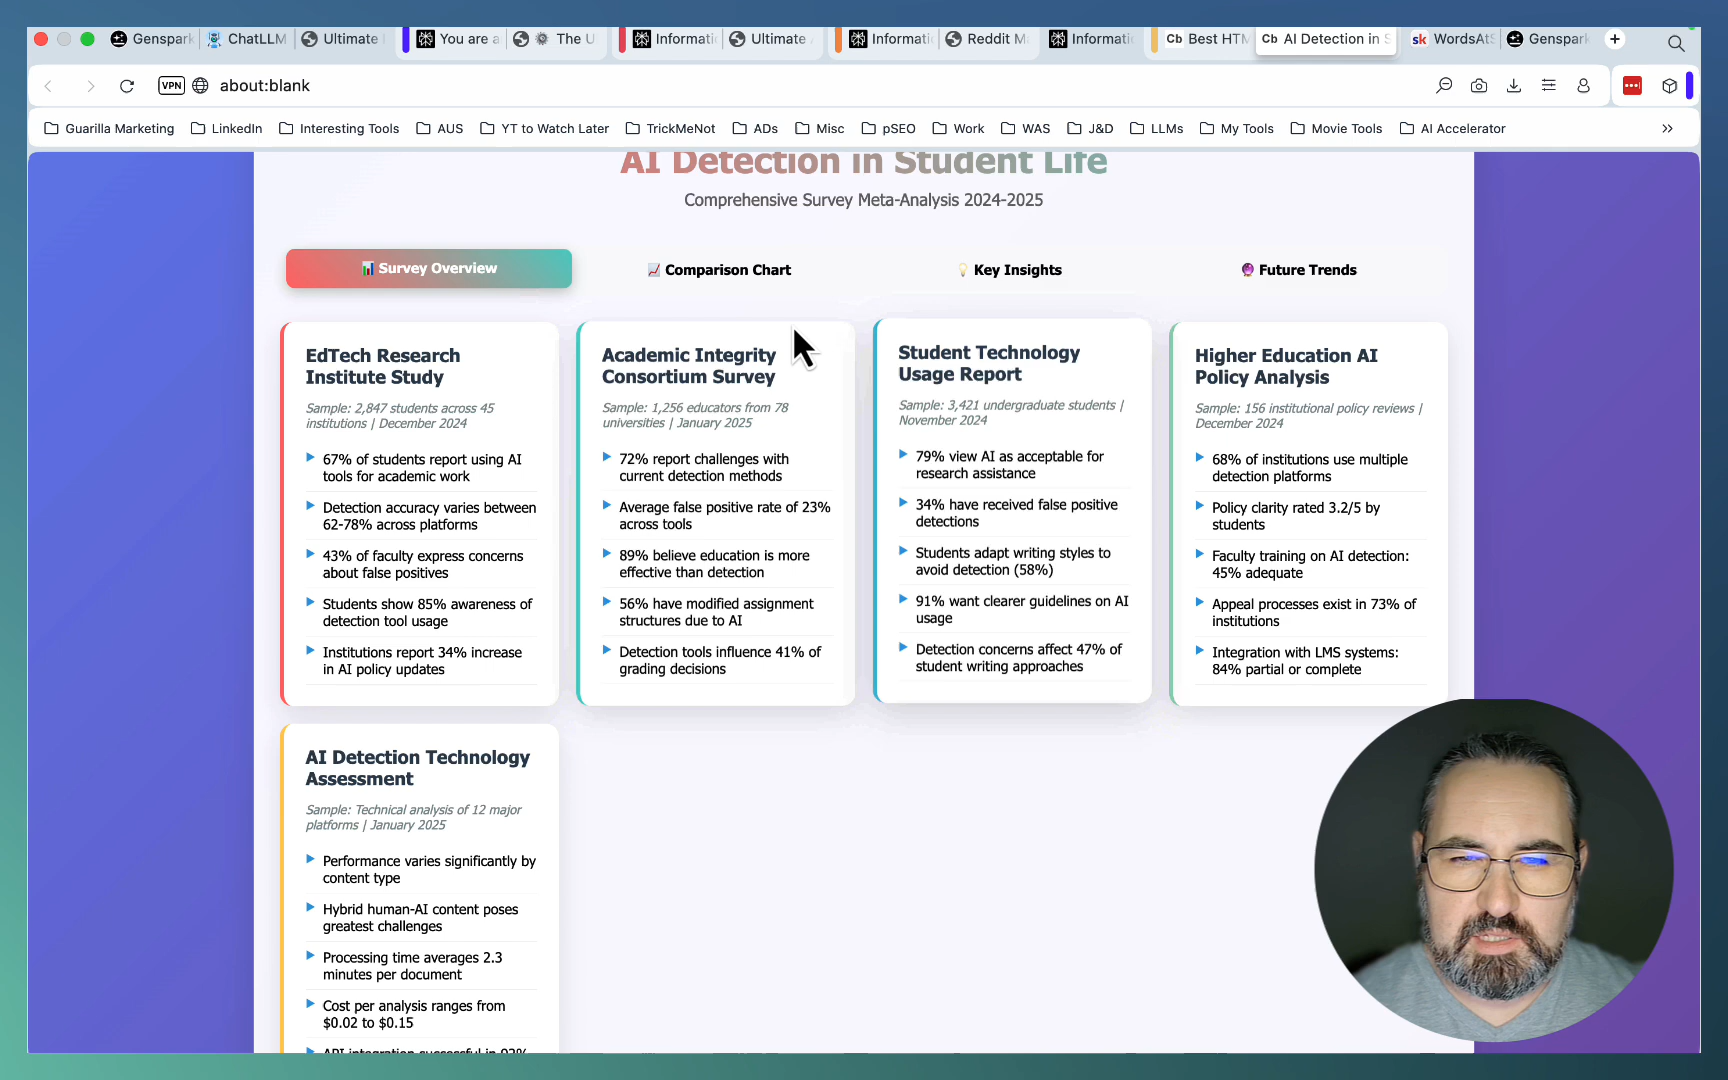 Genspark
ChatLLM
Ultimate
You are a
The U
Informati
Ultimate
Informati
Reddit M
Informati
Cb Best HTM
Cb AI Detection in S
sk WordsAtS
Genspark
VPN about:blank
Guarilla Marketing
LinkedIn
Interesting Tools
AUS
YT to Watch Later
TrickMeNot
ADs
Misc
pSEO
Work
WAS
J&D
LLMs
My Tools
Movie Tools
AI Accelerator
AI Detection in Student Life
Comprehensive Survey Meta-Analysis 2024-2025
Survey Overview
Comparison Chart
Key Insights
Future Trends
EdTech Research
Institute Study
Sample: 2,847 students across 45
institutions | December 2024
67% of students report using AI
tools for academic work
Detection accuracy varies between
62-78% across platforms
43% of faculty express concerns
about false positives
Students show 85% awareness of
detection tool usage
Institutions report 34% increase
in AI policy updates
Academic Integrity
Consortium Survey
Sample: 1,256 educators from 78
universities | January 2025
72% report challenges with
current detection methods
Average false positive rate of 23%
across tools
89% believe education is more
effective than detection
56% have modified assignment
structures due to AI
Detection tools influence 41% of
grading decisions
Student Technology
Usage Report
Sample: 3,421 undergraduate students |
November 2024
79% view AI as acceptable for
research assistance
34% have received false positive
detections
Students adapt writing styles to
avoid detection (58%)
91% want clearer guidelines on AI
usage
Detection concerns affect 47% of
student writing approaches
Higher Education AI
Policy Analysis
Sample: 156 institutional policy reviews |
December 2024
68% of institutions use multiple
detection platforms
Policy clarity rated 3.2/5 by
students
Faculty training on AI detection:
45% adequate
Appeal processes exist in 73% of
institutions
Integration with LMS systems:
84% partial or complete
AI Detection Technology
Assessment
Sample: Technical analysis of 12 major
platforms | January 2025
Performance varies significantly by
content type
Hybrid human-AI content poses
greatest challenges
Processing time averages 2.3
minutes per document
Cost per analysis ranges from
$0.02 to $0.15
API integration successful in 92%